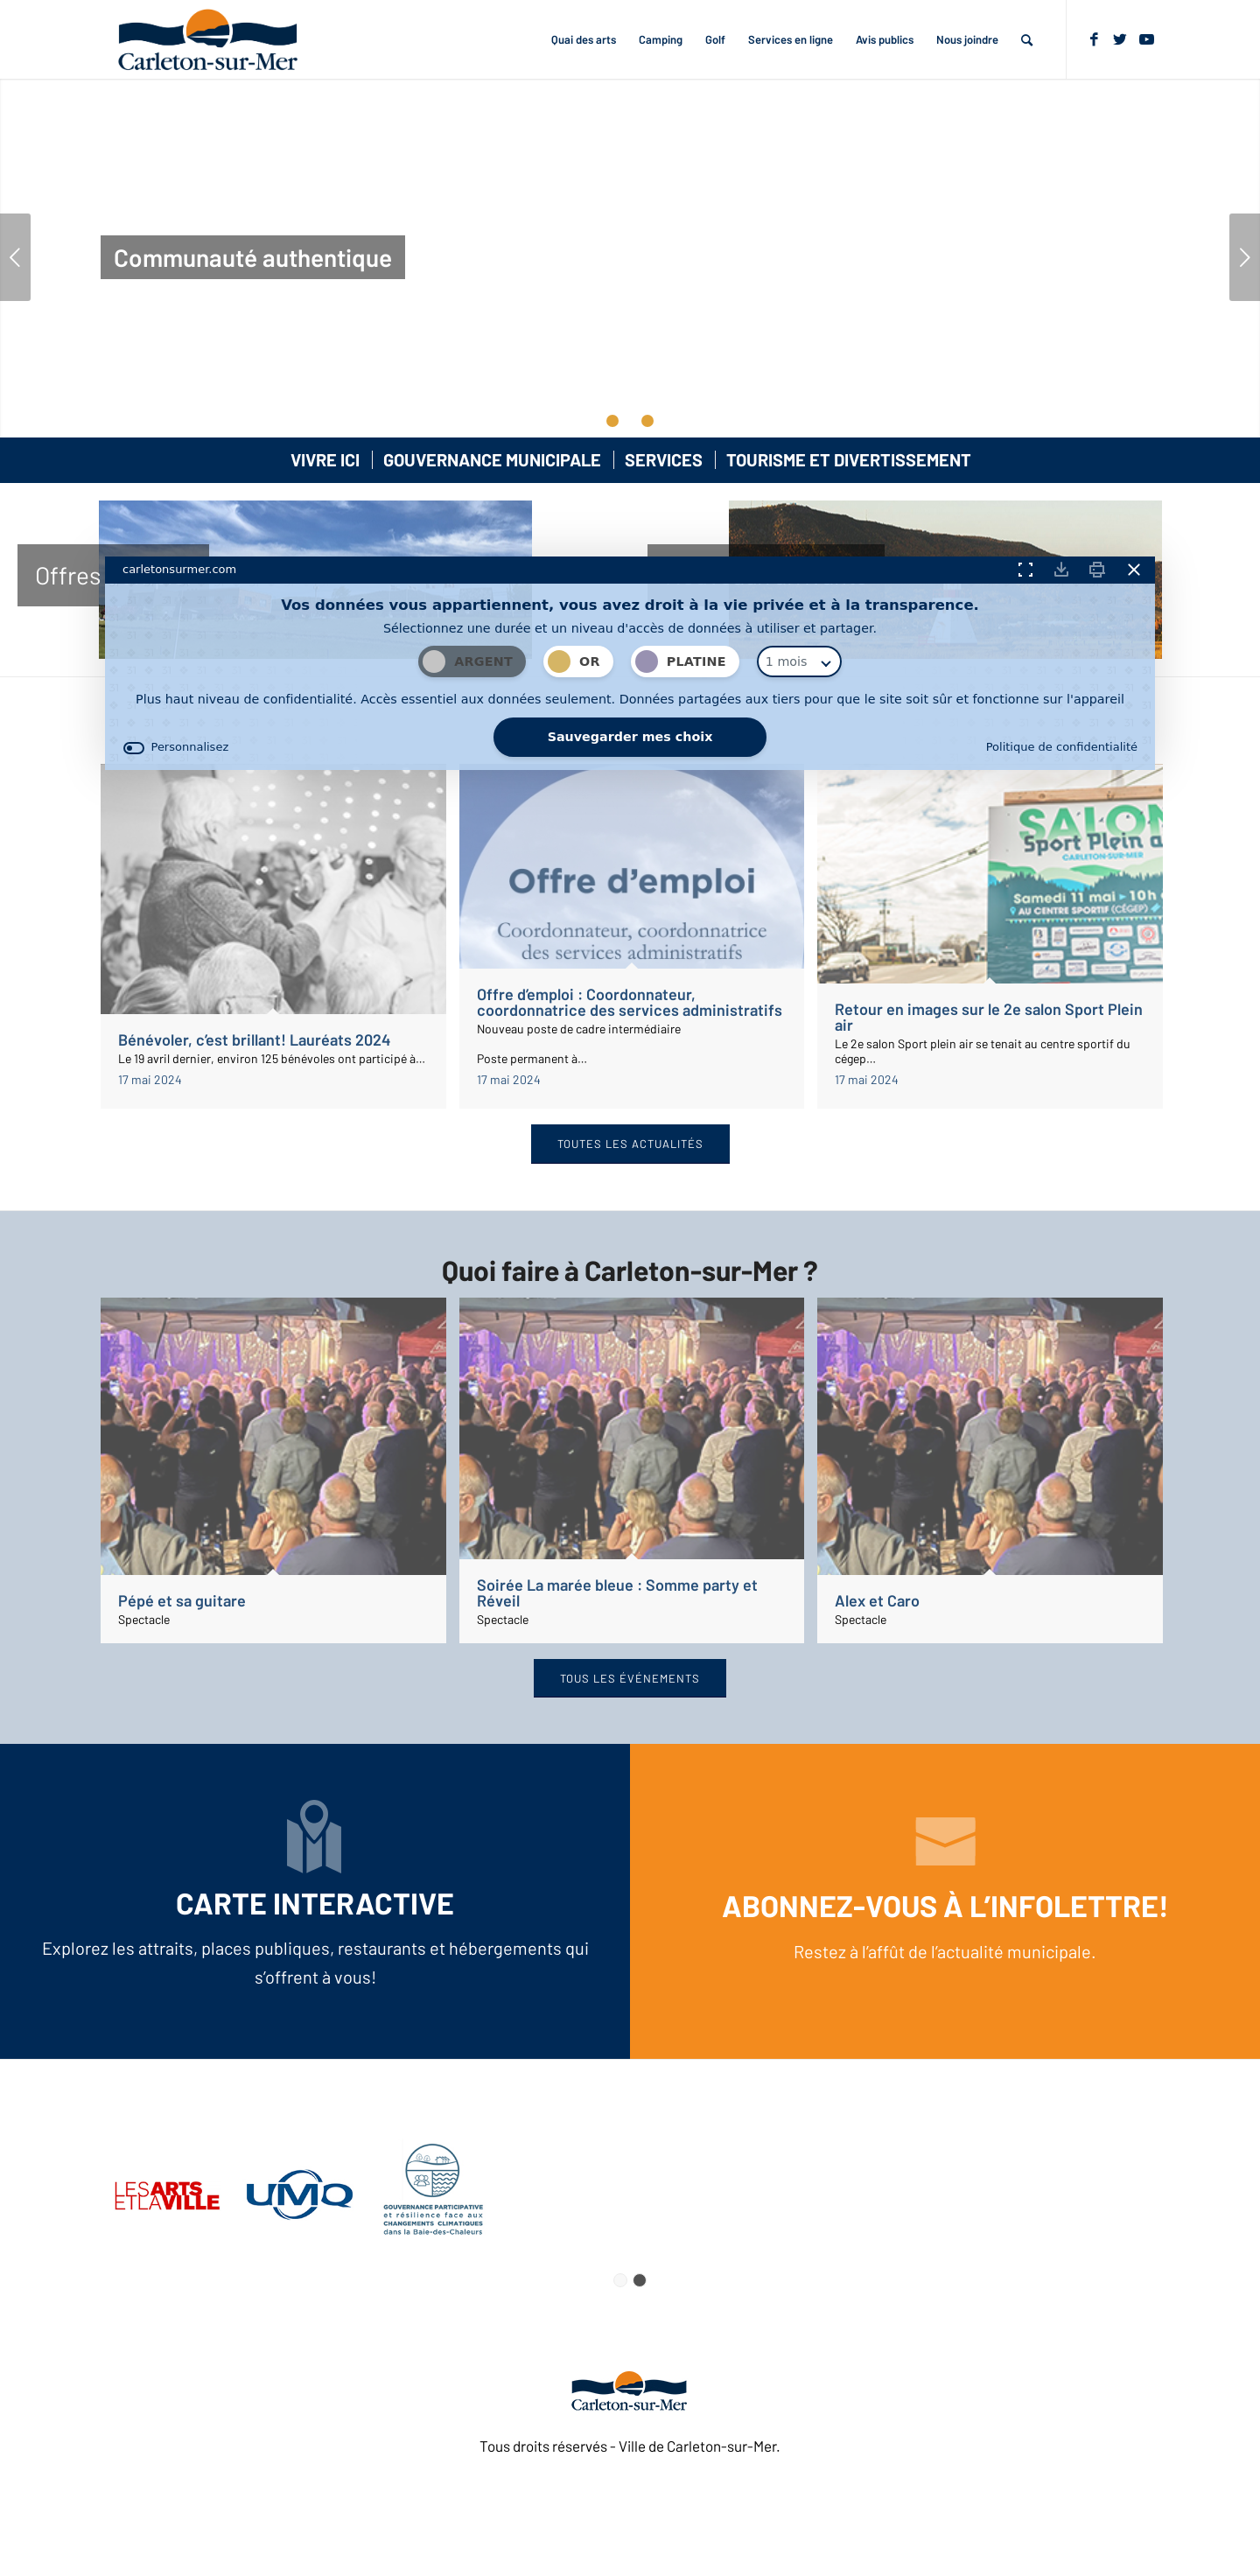 Carleton-sur-Mer
Quai des arts
Camping
Golf
Services en ligne
Avis publics
Nous joindre
Communauté authentique
VIVRE ICI
GOUVERNANCE MUNICIPALE
SERVICES
TOURISME ET DIVERTISSEMENT
Offres
carletonsurmer.com
Vos données vous appartiennent, vous avez droit à la vie privée et à la transparence.
Sélectionnez une durée et un niveau d'accès de données à utiliser et partager.
ARGENT
OR
PLATINE
1 mois
Plus haut niveau de confidentialité. Accès essentiel aux données seulement. Données partagées aux tiers pour que le site soit sûr et fonctionne sur l'appareil
Sauvegarder mes choix
Personnalisez
Politique de confidentialité
Offre d'emploi
Coordonnateur, coordonnatrice
des services administratifs
SALON
Sport Plein a
CARLETON-SUR-MER
Samedi 11 mai 10h
AU CENTRE SPORTIF (CÉGEP)
Bénévoler, c’est brillant! Lauréats 2024
Le 19 avril dernier, environ 125 bénévoles ont participé à...
17 mai 2024
Offre d’emploi : Coordonnateur,
coordonnatrice des services administratifs
Nouveau poste de cadre intermédiaire
Poste permanent à...
17 mai 2024
Retour en images sur le 2e salon Sport Plein
air
Le 2e salon Sport plein air se tenait au centre sportif du
cégep...
17 mai 2024
TOUTES LES ACTUALITÉS
Quoi faire à Carleton-sur-Mer ?
Pépé et sa guitare
Spectacle
Soirée La marée bleue : Somme party et
Réveil
Spectacle
Alex et Caro
Spectacle
TOUS LES ÉVÉNEMENTS
CARTE INTERACTIVE
Explorez les attraits, places publiques, restaurants et hébergements qui
s’offrent à vous!
ABONNEZ-VOUS À L’INFOLETTRE!
Restez à l’affût de l’actualité municipale.
LES ARTS
ET LA VILLE
UMQ
GOUVERNANCE PARTICIPATIVE
et résilience face aux
CHANGEMENTS CLIMATIQUES
dans la Baie-des-Chaleurs
Carleton-sur-Mer
Tous droits réservés - Ville de Carleton-sur-Mer.